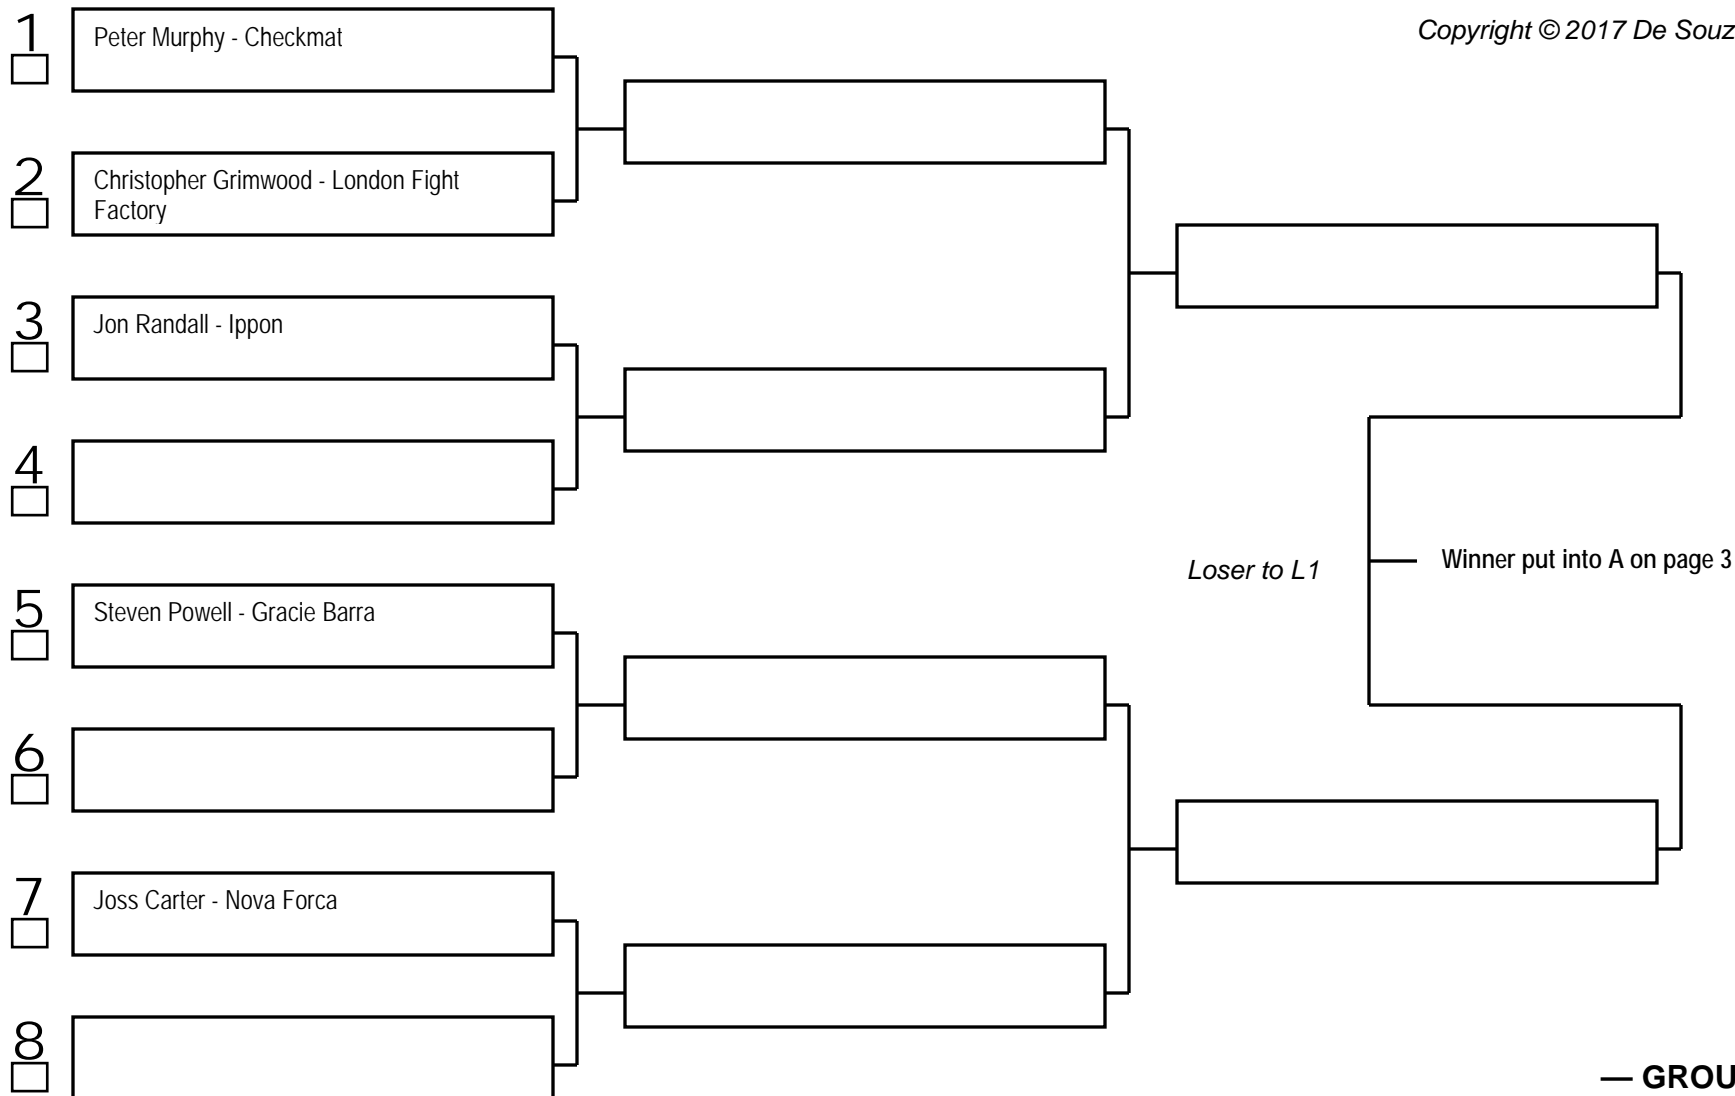 1
Peter Murphy - Checkmat
Copyright © 2017 De Souz
2
Christopher Grimwood - London Fight
Factory
3
Jon Randall - Ippon
4
Loser to L1
Winner put into A on page 3
5
Steven Powell - Gracie Barra
6
7
Joss Carter - Nova Forca
8
— GROU